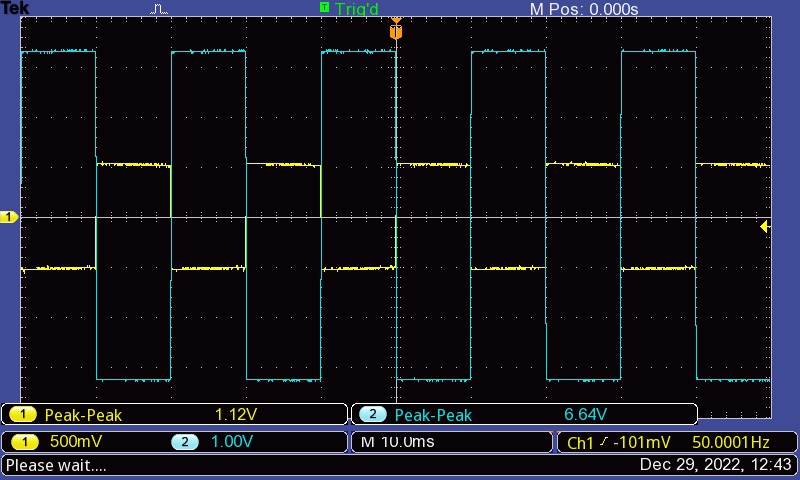 Tek T Trig'd M Pos: 0.000s
T
1
1 Peak-Peak 1.12V 2 Peak-Peak 6.64V
1 500mV 2 1.00V M 10.0ms Ch1 -101mV 50.0001Hz
Please wait.... Dec 29, 2022, 12:43